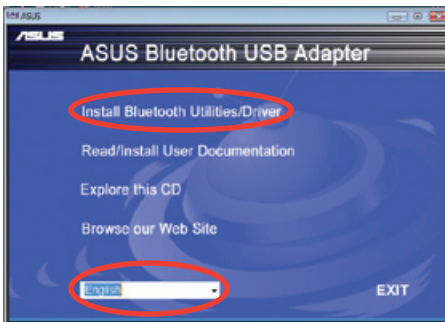 ASUS
/SUS
ASUS Bluetooth USB Adapter
Install Bluetooth Utilities/Driver
Read/Install User Documentation
Explore this CD
Browse our Web Site
English
EXIT